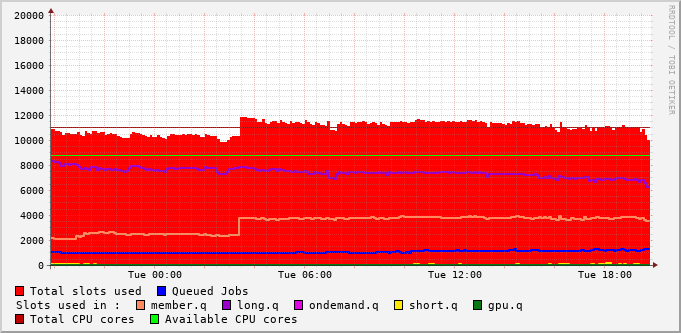 20000
18000
16000
14000
12000
10000
8000
6000
4000
2000
0
Tue 00:00 Tue 06:00 Tue 12:00 Tue 18:00
RRDTOOL / TOBI OETIKER
Total slots used Queued Jobs
Slots used in : member.q long.q ondemand.q short.q gpu.q
Total CPU cores Available CPU cores